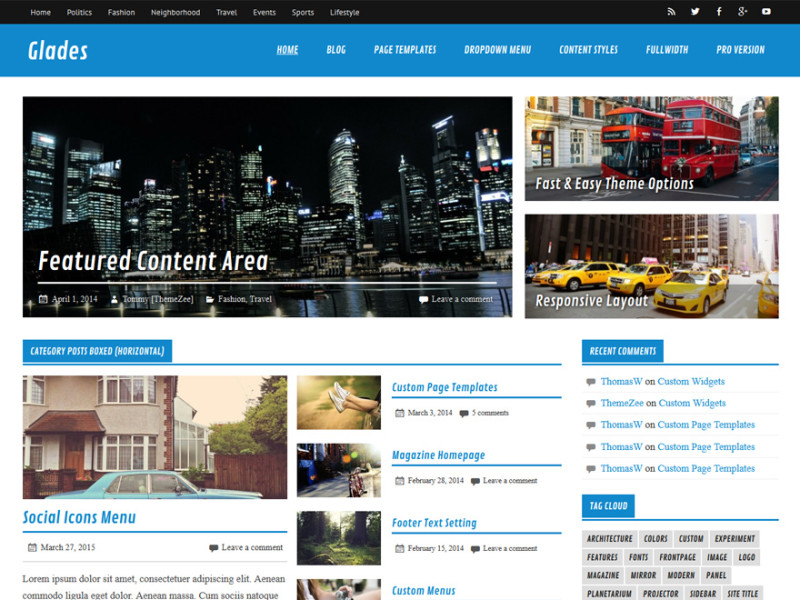 Home Politics Fashion Neighborhood Travel Events Sports Lifestyle
Glades
HOME BLOG PAGE TEMPLATES DROPDOWN MENU CONTENT STYLES FULLWIDTH PRO VERSION
Featured Content Area
April 1, 2014 Tommy [ThemeZee] Fashion, Travel Leave a comment
Fast & Easy Theme Options
Responsive Layout
CATEGORY POSTS BOXED (HORIZONTAL)
Social Icons Menu
March 27, 2015 Leave a comment
Lorem ipsum dolor sit amet, consectetuer adipiscing elit. Aenean
commodo ligula eget dolor. Aenean massa. Cum sociis natoque
Custom Page Templates
March 3, 2014 5 comments
Magazine Homepage
February 28, 2014 Leave a comment
Footer Text Setting
February 15, 2014 Leave a comment
Custom Menus
RECENT COMMENTS
ThomasW on Custom Widgets
ThemeZee on Custom Widgets
ThomasW on Custom Page Templates
ThomasW on Custom Page Templates
ThomasW on Custom Page Templates
TAG CLOUD
ARCHITECTURE COLORS CUSTOM EXPERIMENT
FEATURES FONTS FRONTPAGE IMAGE LOGO
MAGAZINE MIRROR MODERN PANEL
PLANETARIUM PROJECTOR SIDEBAR SITE TITLE